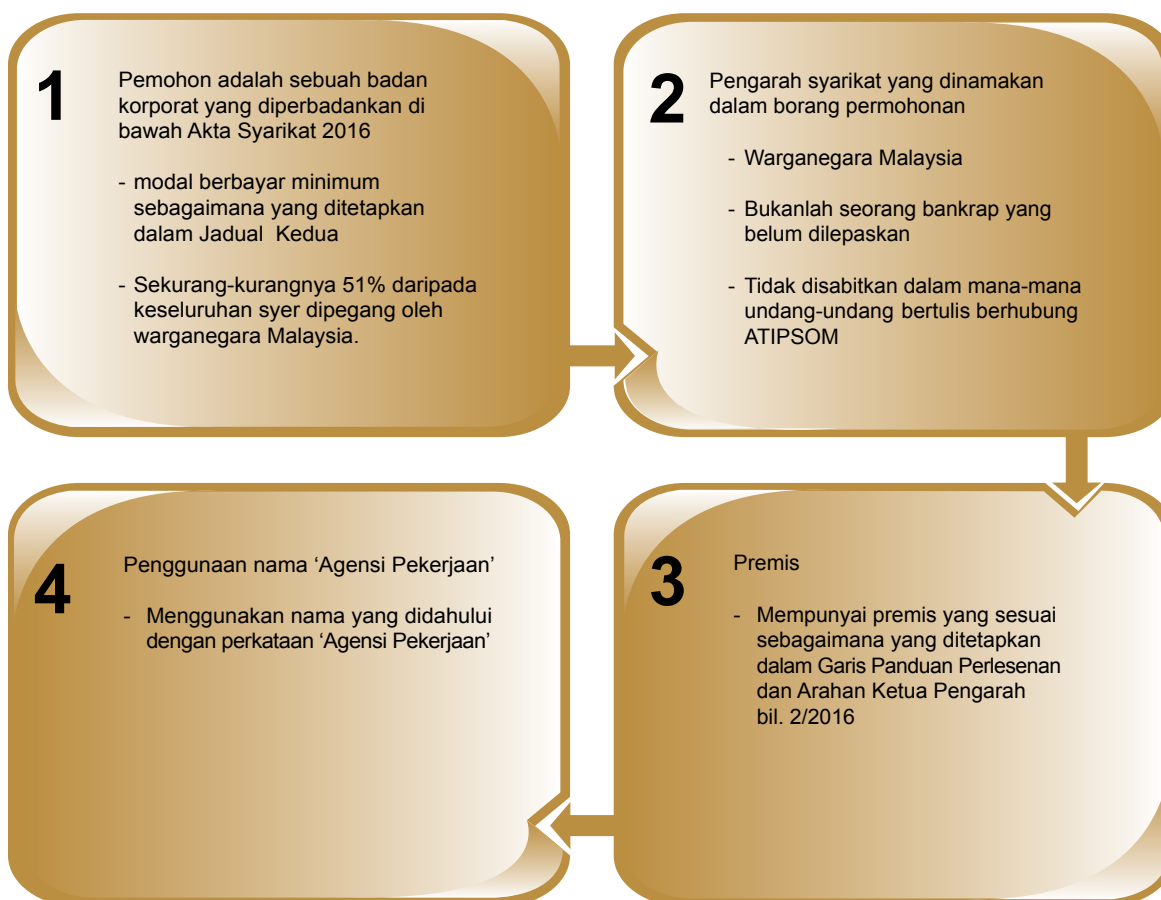 1
Pemohon adalah sebuah badan
korporat yang diperbadankan di
bawah Akta Syarikat 2016
- modal berbayar minimum
sebagaimana yang ditetapkan
dalam Jadual Kedua
- Sekurang-kurangnya 51% daripada
keseluruhan syer dipegang oleh
warganegara Malaysia.
2
Pengarah syarikat yang dinamakan
dalam borang permohonan
- Warganegara Malaysia
- Bukanlah seorang bankrap yang
belum dilepaskan
- Tidak disabitkan dalam mana-mana
undang-undang bertulis berhubung
ATIPSOM
3
Premis
- Mempunyai premis yang sesuai
sebagaimana yang ditetapkan
dalam Garis Panduan Perlesenan
dan Arahan Ketua Pengarah
bil. 2/2016
4
Penggunaan nama ‘Agensi Pekerjaan’
- Menggunakan nama yang didahului
dengan perkataan ‘Agensi Pekerjaan’